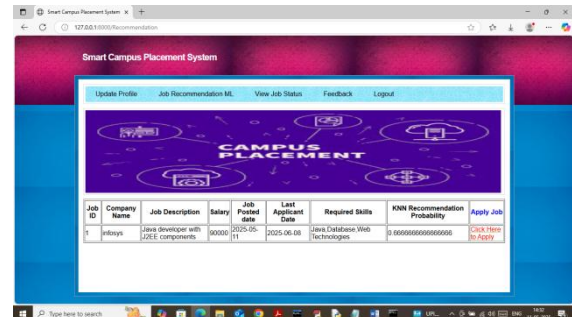 Smart Campus Placement System
127.0.0.1:8000/Recommendation
Smart Campus Placement System
Update Profile Job Recommendation ML View Job Status Feedback Logout
CAMPUS
PLACEMENT
Job ID Company Name Job Description Salary Job Posted date Last Applicant Date Required Skills KNN Recommendation Probability Apply Job
1 infosys Java developer with J2EE components 90000 2025-05-11 2025-06-08 Java,Database,Web Technologies 0.6666666666666666 Click Here to Apply
Type here to search
ENG